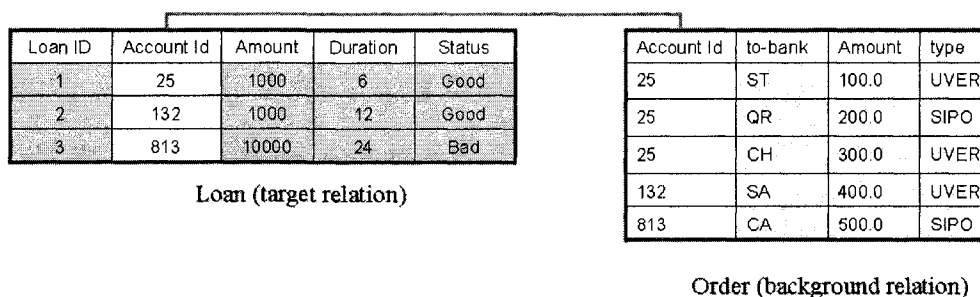 Loan ID Account Id Amount Duration Status
1 25 1000 6 Good
2 132 1000 12 Good
3 813 10000 24 Bad
Loan (target relation)
Account Id to-bank Amount type
25 ST 100.0 UVER
25 QR 200.0 SIPO
25 CH 300.0 UVER
132 SA 400.0 UVER
813 CA 500.0 SIPO
Order (background relation)